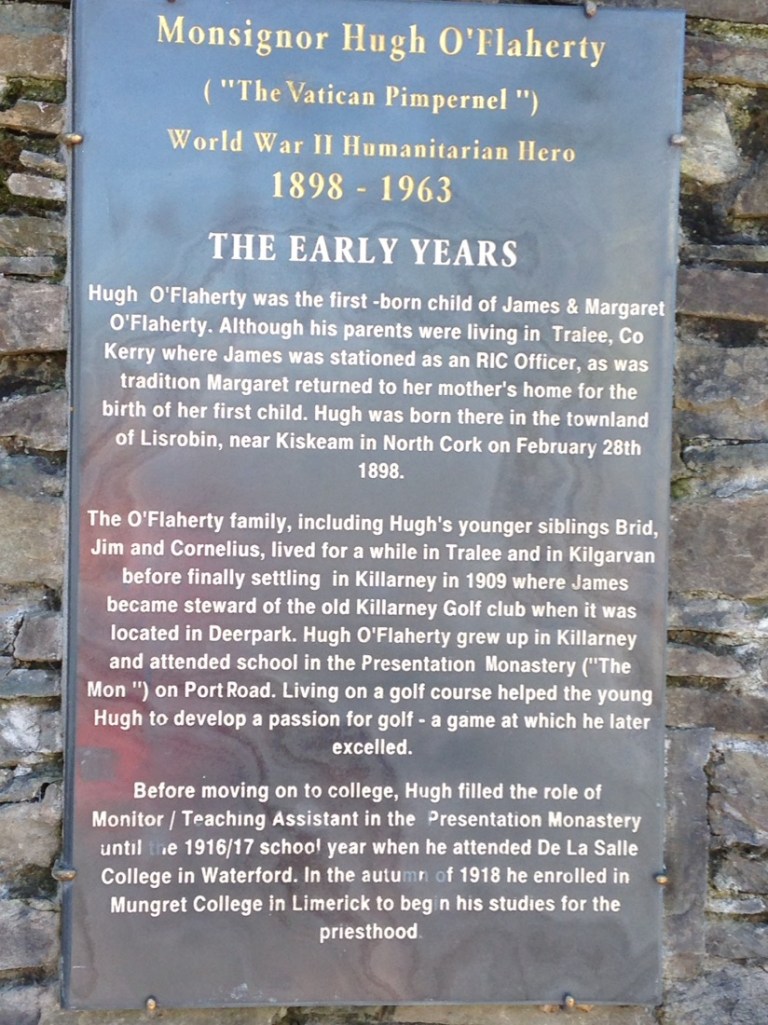 Monsignor Hugh O'Flaherty
( "The Vatican Pimpernel ")
World War II Humanitarian Hero
1898 - 1963
THE EARLY YEARS
Hugh O'Flaherty was the first -born child of James & Margaret
O'Flaherty. Although his parents were living in Tralee, Co
Kerry where James was stationed as an RIC Officer, as was
tradition Margaret returned to her mother's home for the
birth of her first child. Hugh was born there in the townland
of Lisrobin, near Kiskeam in North Cork on February 28th
1898.
The O'Flaherty family, including Hugh's younger siblings Brid,
Jim and Cornelius, lived for a while in Tralee and in Kilgarvan
before finally settling in Killarney in 1909 where James
became steward of the old Killarney Golf club when it was
located in Deerpark. Hugh O'Flaherty grew up in Killarney
and attended school in the Presentation Monastery ("The
Mon ") on Port Road. Living on a golf course helped the young
Hugh to develop a passion for golf - a game at which he later
excelled.
Before moving on to college, Hugh filled the role of
Monitor / Teaching Assistant in the Presentation Monastery
until the 1916/17 school year when he attended De La Salle
College in Waterford. In the autumn of 1918 he enrolled in
Mungret College in Limerick to begin his studies for the
priesthood.